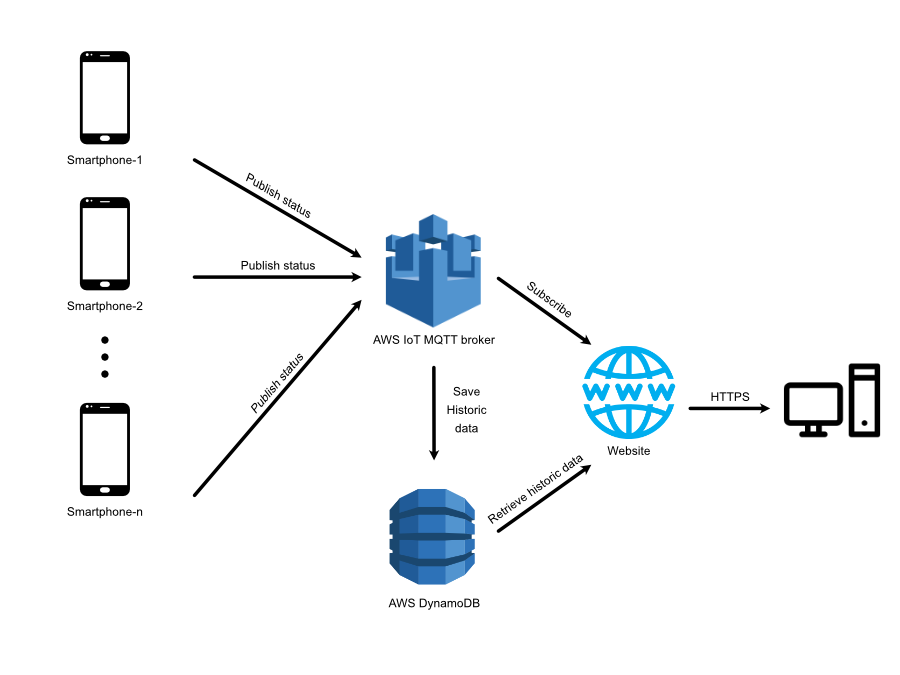 Smartphone-1
Publish status
Smartphone-2
Publish status
Publish status
Smartphone-n
AWS IoT MQTT broker
Subscribe
Save
Historic
data
WWW
Website
HTTPS
Retrieve historic data
AWS DynamoDB